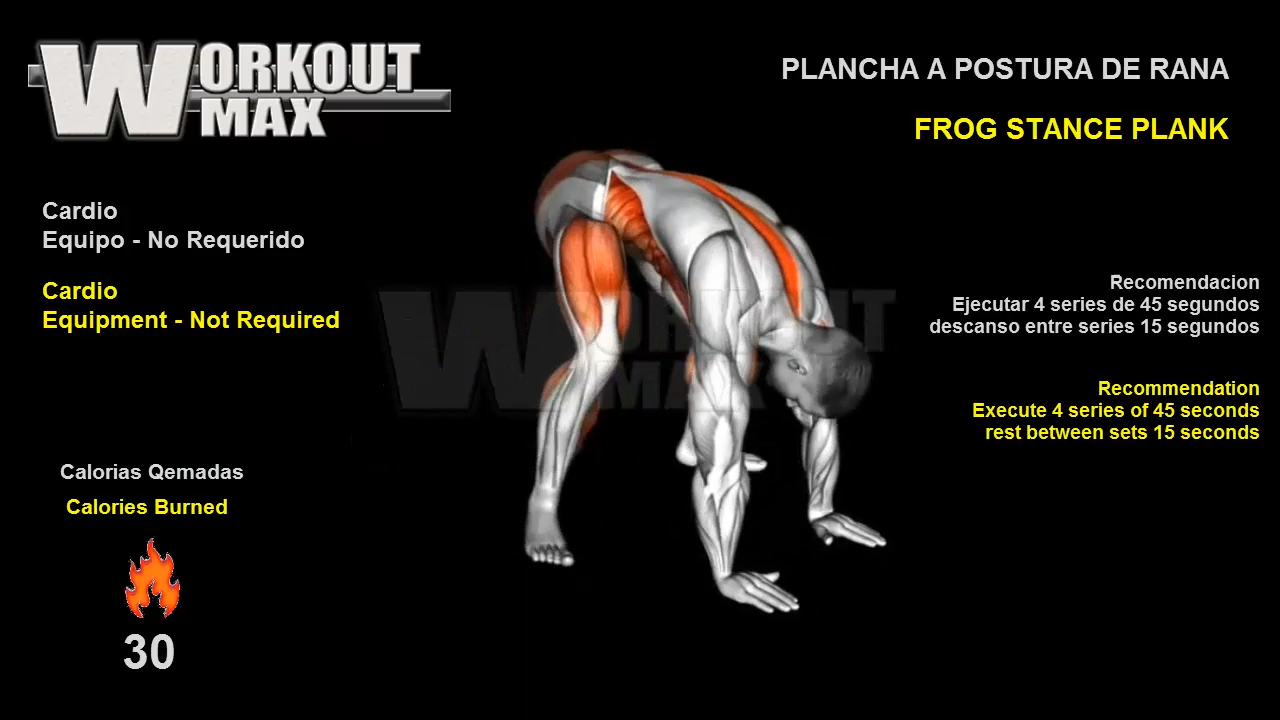 WORKOUT
MAX
PLANCHA A POSTURA DE RANA
FROG STANCE PLANK
Cardio
Equipo - No Requerido
Cardio
Equipment - Not Required
Recomendacion
Ejecutar 4 series de 45 segundos
descanso entre series 15 segundos
Recommendation
Execute 4 series of 45 seconds
rest between sets 15 seconds
WORKOUT
MAX
Calorias Qemadas
Calories Burned
30